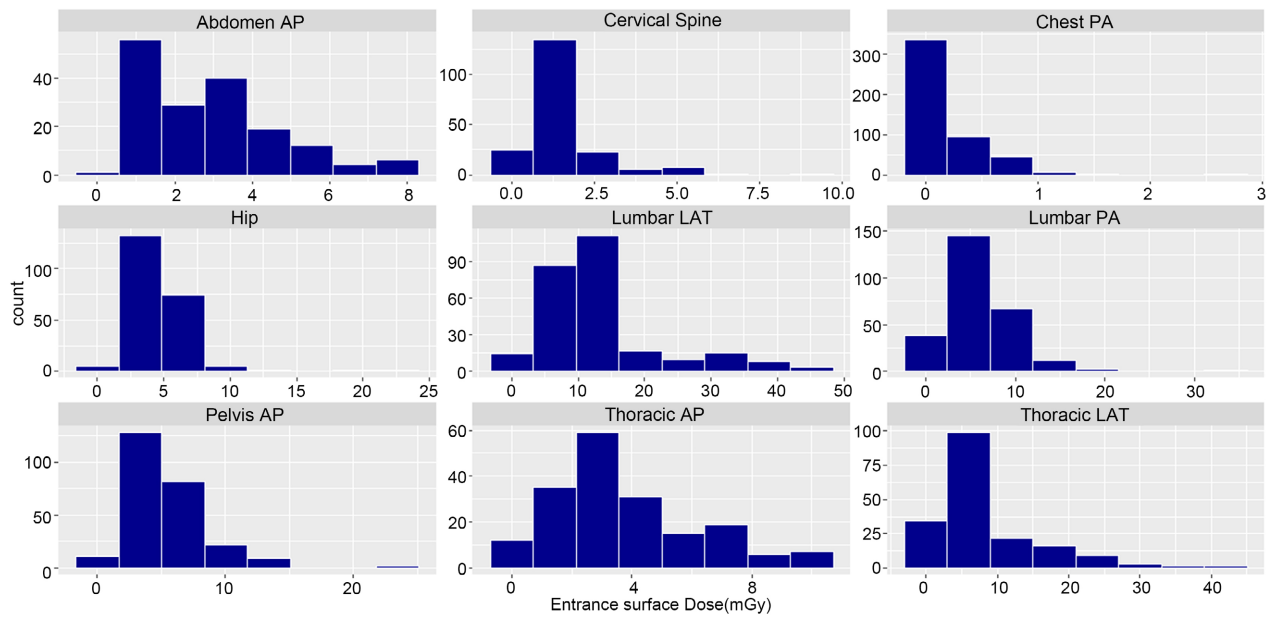 Abdomen AP
Cervical Spine
Chest PA
40
20
0
100
50
0
300
200
100
0
0 2 4 6 8
0.0 2.5 5.0 7.5 10.0
0 1 2 3
Hip
Lumbar LAT
Lumbar PA
count
100
50
0
90
60
30
0
150
100
50
0
0 5 10 15 20 25
0 10 20 30 40 50
0 10 20 30
Pelvis AP
Thoracic AP
Thoracic LAT
100
50
0
60
40
20
0
100
75
50
25
0
0 10 20
0 4 8
0 10 20 30 40
Entrance surface Dose(mGy)